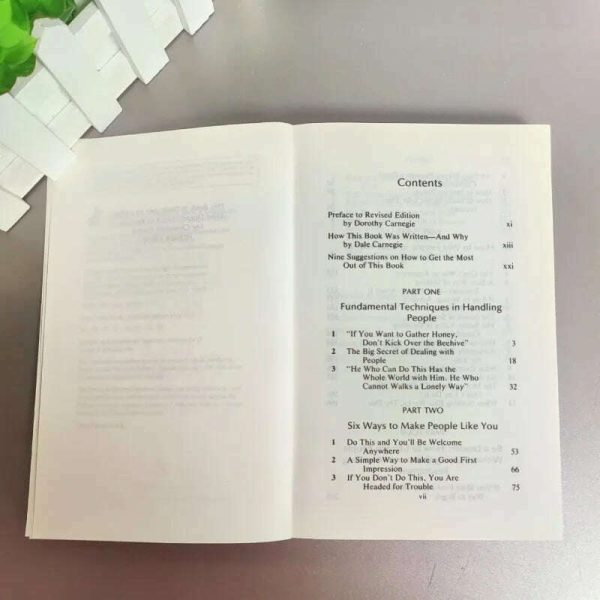 Contents
Preface to Revised Edition
by Dorothy Carnegie xi
How This Book Was Written—And Why
by Dale Carnegie xiii
Nine Suggestions on How to Get the Most
Out of This Book xxi
PART ONE
Fundamental Techniques in Handling
People
1 "If You Want to Gather Honey,
Don't Kick Over the Beehive" 3
2 The Big Secret of Dealing with
People 18
3 "He Who Can Do This Has the
Whole World with Him. He Who
Cannot Walks a Lonely Way" 32
PART TWO
Six Ways to Make People Like You
1 Do This and You'll Be Welcome
Anywhere 53
2 A Simple Way to Make a Good First
Impression 66
3 If You Don't Do This, You Are
Headed for Trouble 75
vii